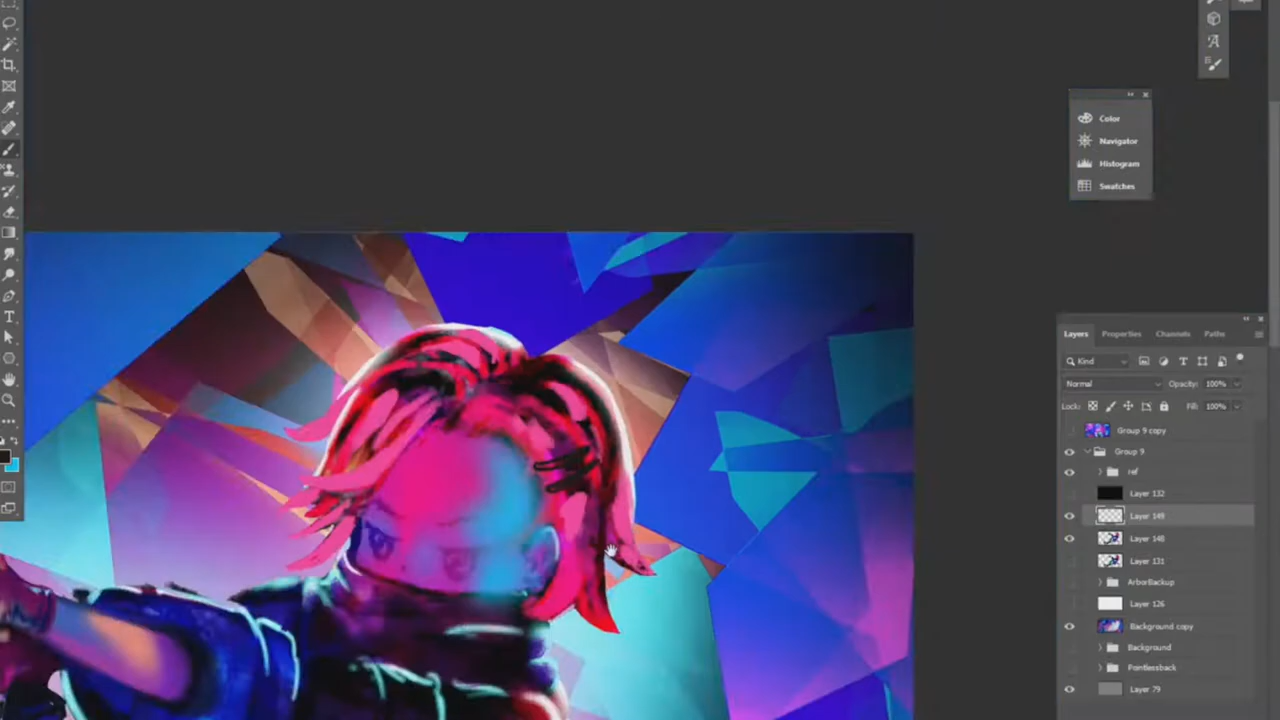 Color
Navigator
Histogram
Swatches
Layers Properties Channels Paths
Kind
Normal Opacity: 100%
Lock: Fill: 100%
Group 9 copy
Group 9
ref
Layer 132
Layer 149
Layer 148
Layer 131
ArborBackup
Layer 126
Background copy
Background
Pointlessback
Layer 79